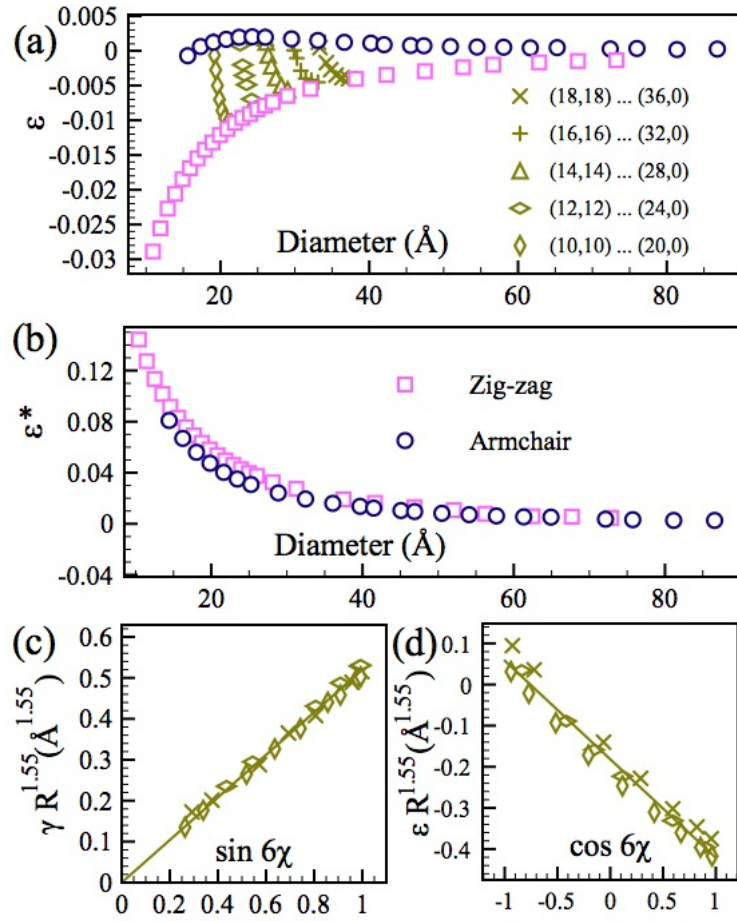 (a)
0.005
0
-0.005
-0.01
-0.015
-0.02
-0.025
-0.03
ε
(18,18) ... (36,0)
(16,16) ... (32,0)
(14,14) ... (28,0)
(12,12) ... (24,0)
(10,10) ... (20,0)
Diameter (Å)
20 40 60 80
(b)
0.12
0.08
0.04
0
-0.04
ε*
Zig-zag
Armchair
Diameter (Å)
20 40 60 80
(c)
0.6
0.5
0.4
0.3
0.2
0.1
0
γ R^1.55 (Å^1.55)
sin 6χ
0 0.2 0.4 0.6 0.8 1
(d)
0.1
0
-0.1
-0.2
-0.3
-0.4
ε R^1.55 (Å^1.55)
cos 6χ
-1 -0.5 0 0.5 1